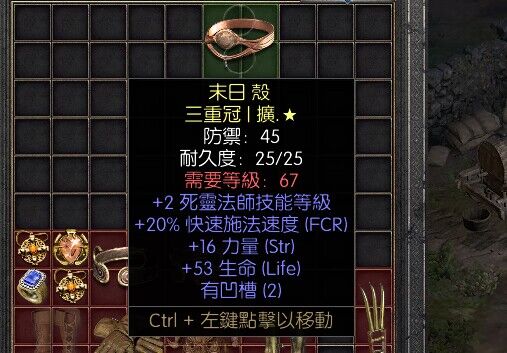 末日 殼
三重冠 | 擴.★
防禦: 45
耐久度: 25/25
需要等級: 67
+2 死靈法師技能等級
+20% 快速施法速度 (FCR)
+16 力量 (Str)
+53 生命 (Life)
有凹槽 (2)
Ctrl + 左鍵點擊以移動